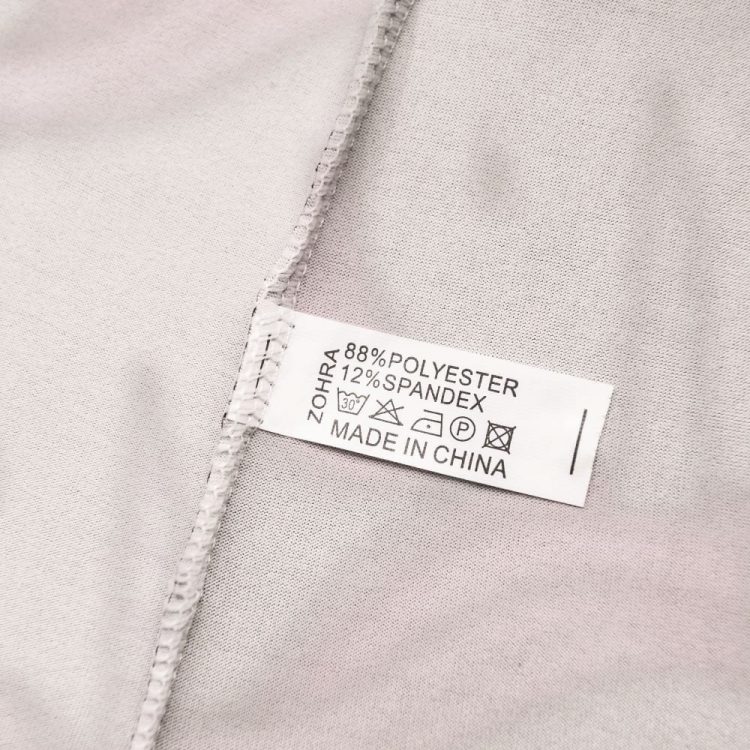 ZOHRA
88%POLYESTER
12%SPANDEX
30°
P
MADE IN CHINA